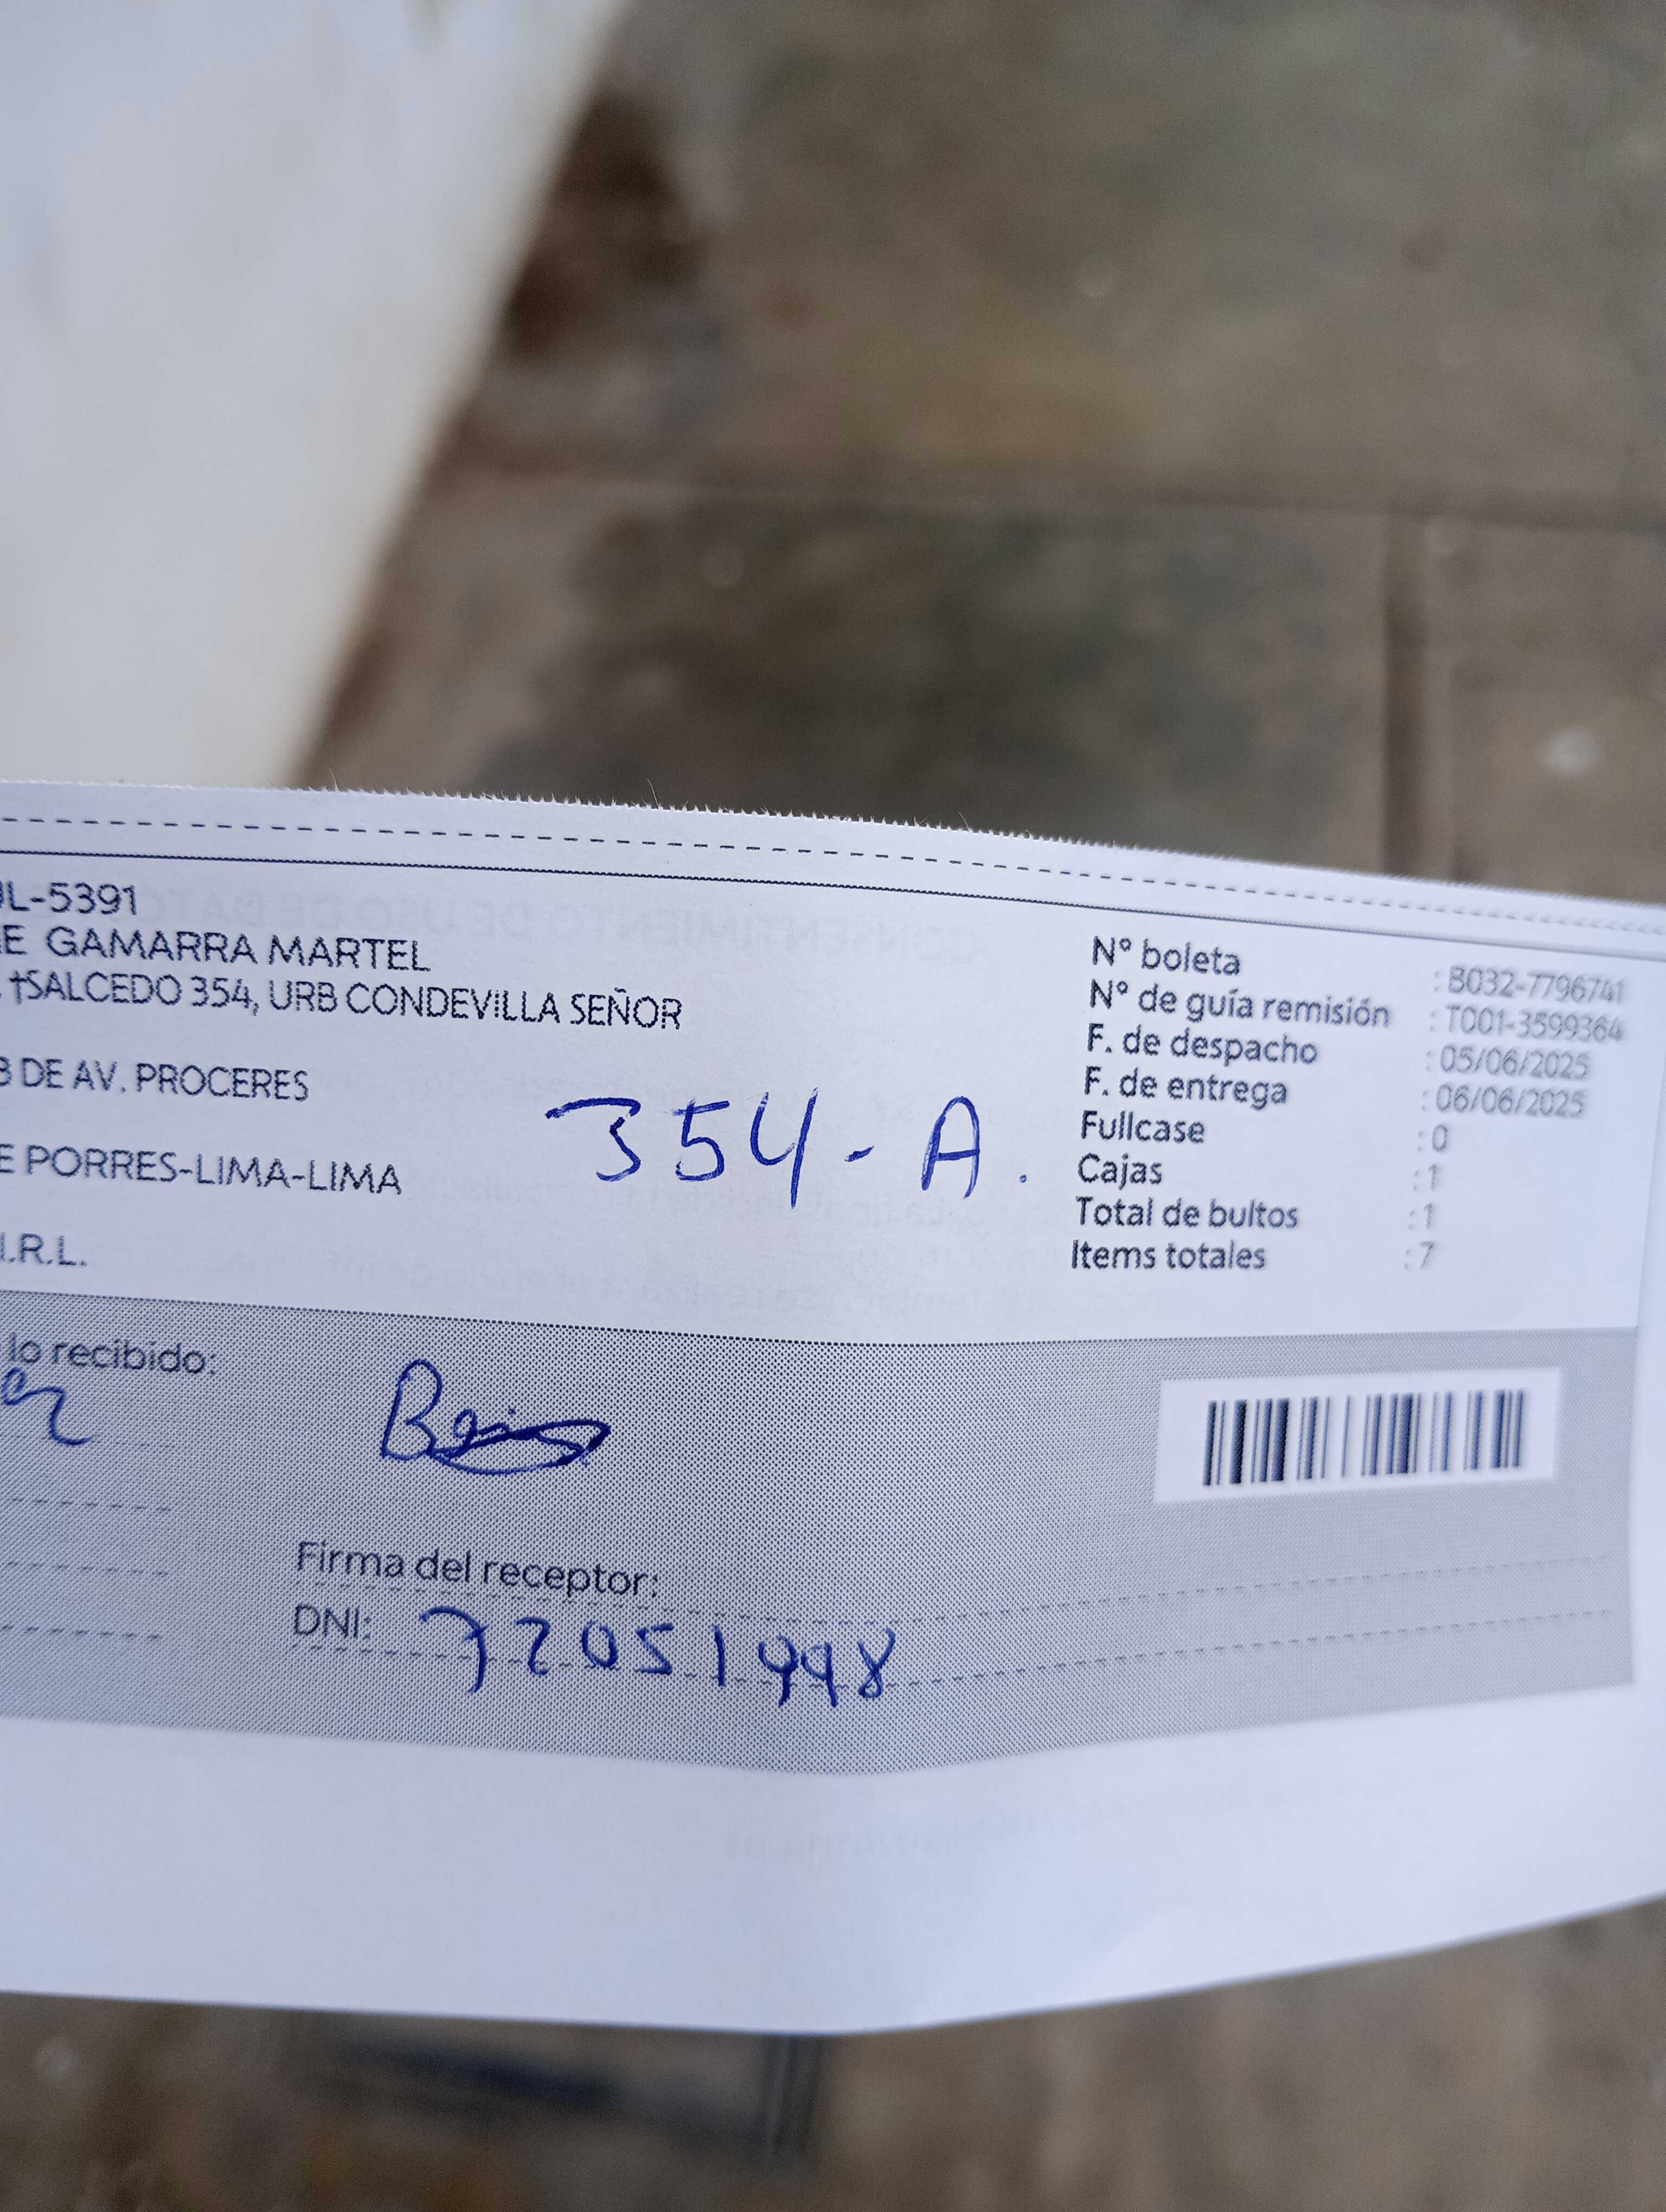 JL-5391
E GAMARRA MARTEL
. †SALCEDO 354, URB CONDEVILLA SEÑOR
B DE AV. PROCERES
E PORRES-LIMA-LIMA
I.R.L.
354-A.
N° boleta : B032-7796741
N° de guía remisión : T001-3599364
F. de despacho : 05/06/2025
F. de entrega : 06/06/2025
Fullcase : 0
Cajas : 1
Total de bultos : 1
Items totales : 7
lo recibido:
Firma del receptor:
DNI: 72051998